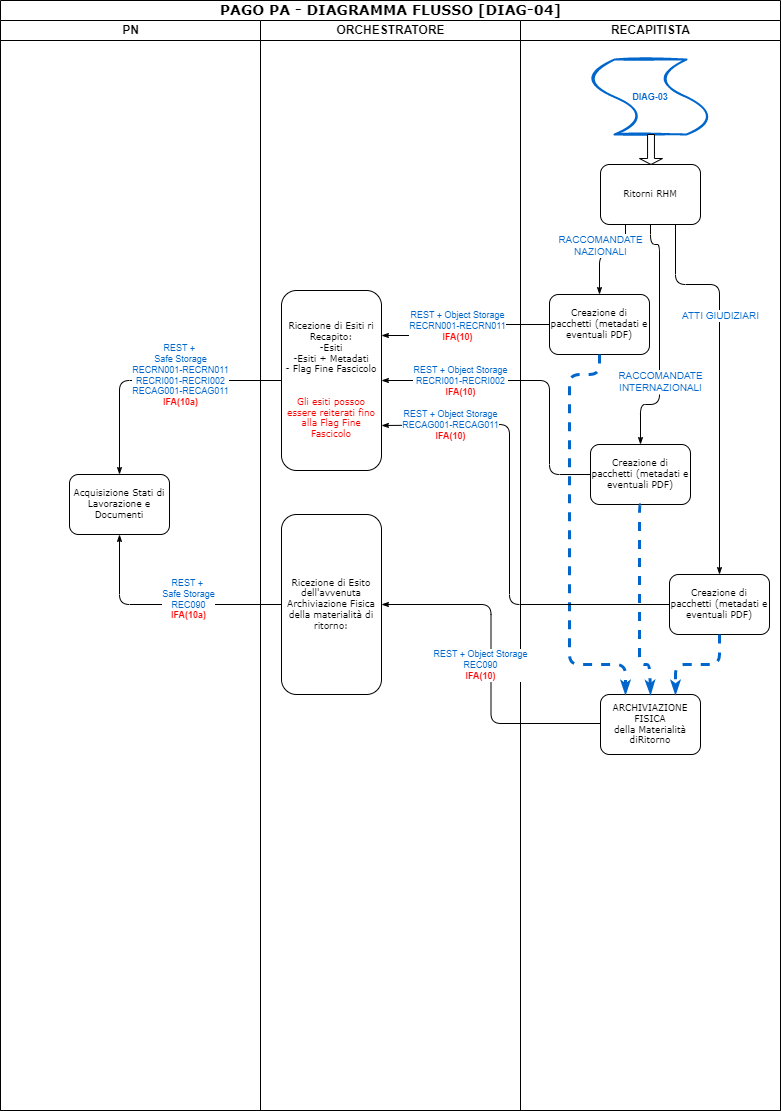 PAGO PA - DIAGRAMMA FLUSSO [DIAG-04]
PN
ORCHESTRATORE
RECAPITISTA
DIAG-03
Ritorni RHM
RACCOMANDATE
NAZIONALI
ATTI GIUDIZIARI
RACCOMANDATE
INTERNAZIONALI
Creazione di
pacchetti (metadati e
eventuali PDF)
REST + Object Storage
RECRN001-RECRN011
IFA(10)
Ricezione di Esiti ri
Recapito:
-Esiti
-Esiti + Metadati
- Flag Fine Fascicolo
Gli esiti possoo
essere reiterati fino
alla Flag Fine
Fascicolo
REST + Object Storage
RECRI001-RECRI002
IFA(10)
REST + Object Storage
RECAG001-RECAG011
IFA(10)
REST +
Safe Storage
RECRN001-RECRN011
RECRI001-RECRI002
RECAG001-RECAG011
IFA(10a)
Creazione di
pacchetti (metadati e
eventuali PDF)
Acquisizione Stati di
Lavorazione e
Documenti
Ricezione di Esito
dell'avvenuta
Archiviazione Fisica
della materialità di
ritorno:
REST +
Safe Storage
REC090
IFA(10a)
Creazione di
pacchetti (metadati e
eventuali PDF)
REST + Object Storage
REC090
IFA(10)
ARCHIVIAZIONE
FISICA
della Materialità
diRitorno